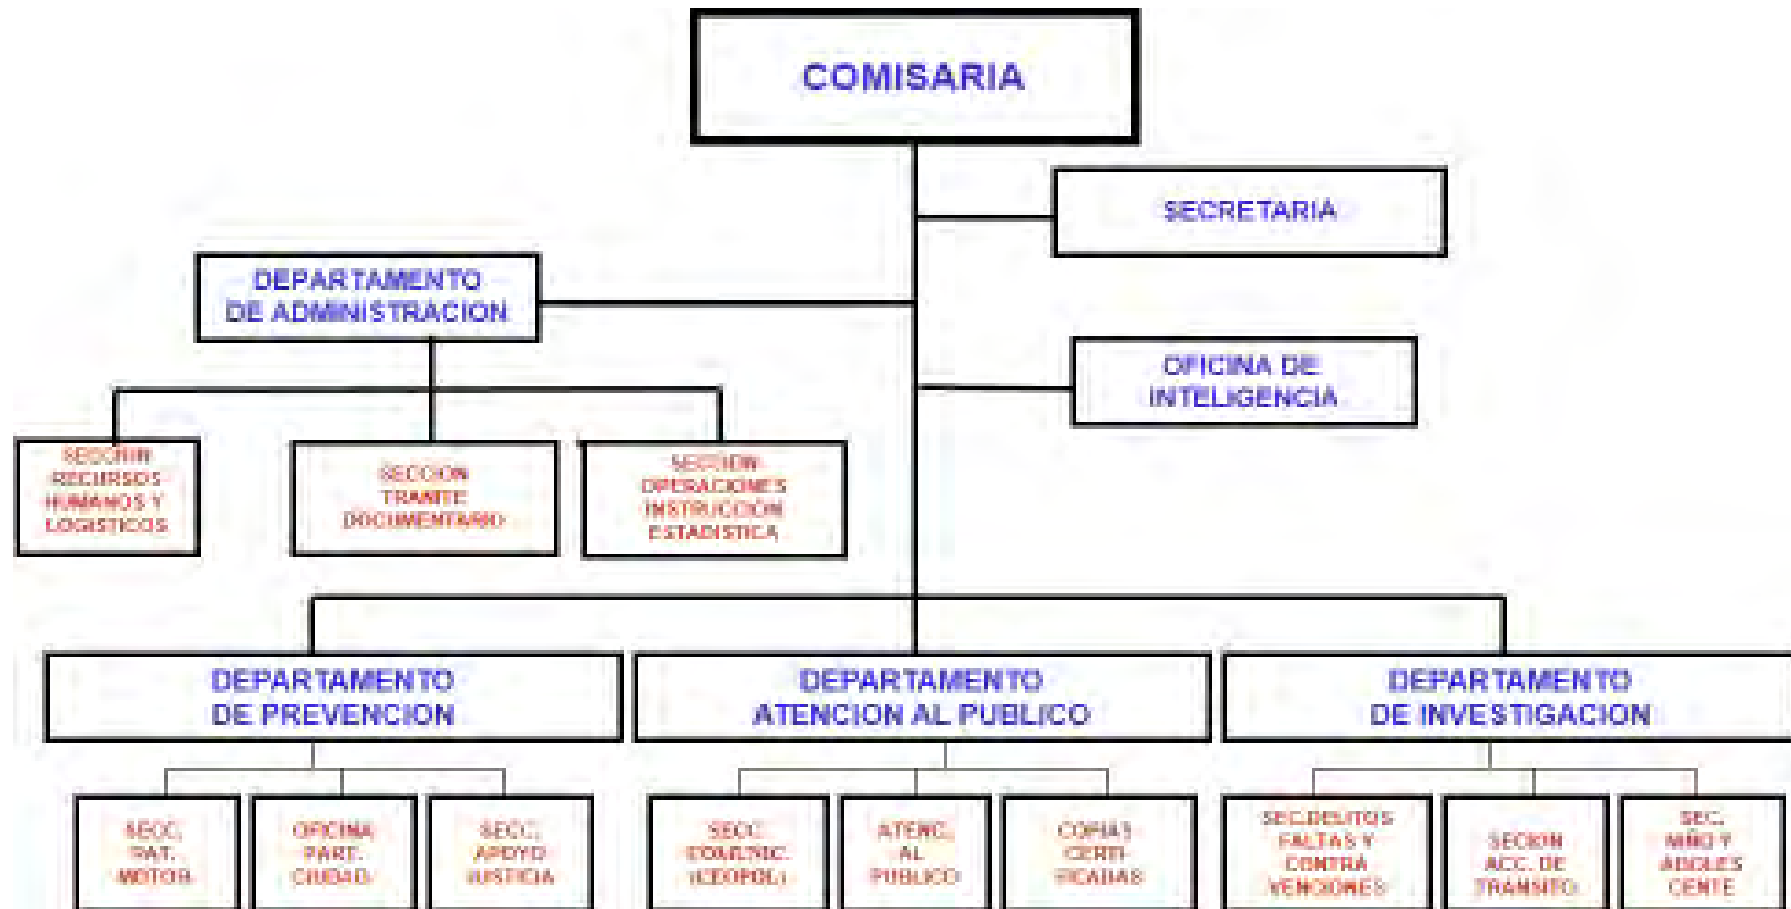 COMISARIA
SECRETARIA
DEPARTAMENTO
DE ADMINISTRACION
OFICINA DE
INTELIGENCIA
SECCION
RECURSOS
HUMANOS Y
LOGISTICOS
SECCION
TRAMITE
DOCUMENTARIO
SECCION
OPERACIONES
INSTRUCCION
ESTADISTICA
DEPARTAMENTO
DE PREVENCION
DEPARTAMENTO
ATENCION AL PUBLICO
DEPARTAMENTO
DE INVESTIGACION
SECC.
PAT.
MOTOR.
OFICINA
PART.
CIUDAD.
SECC.
APOYO
JUSTICIA
SECC.
COMUNIC.
(CEOPOL)
ATENC.
AL
PUBLICO
COPIAS
CERTI
FICADAS
SEC.DELITOS
FALTAS Y
CONTRA
VENCIONES
SECION
ACC. DE
TRANSITO
SEC.
NIÑO Y
ADOLES
CENTE